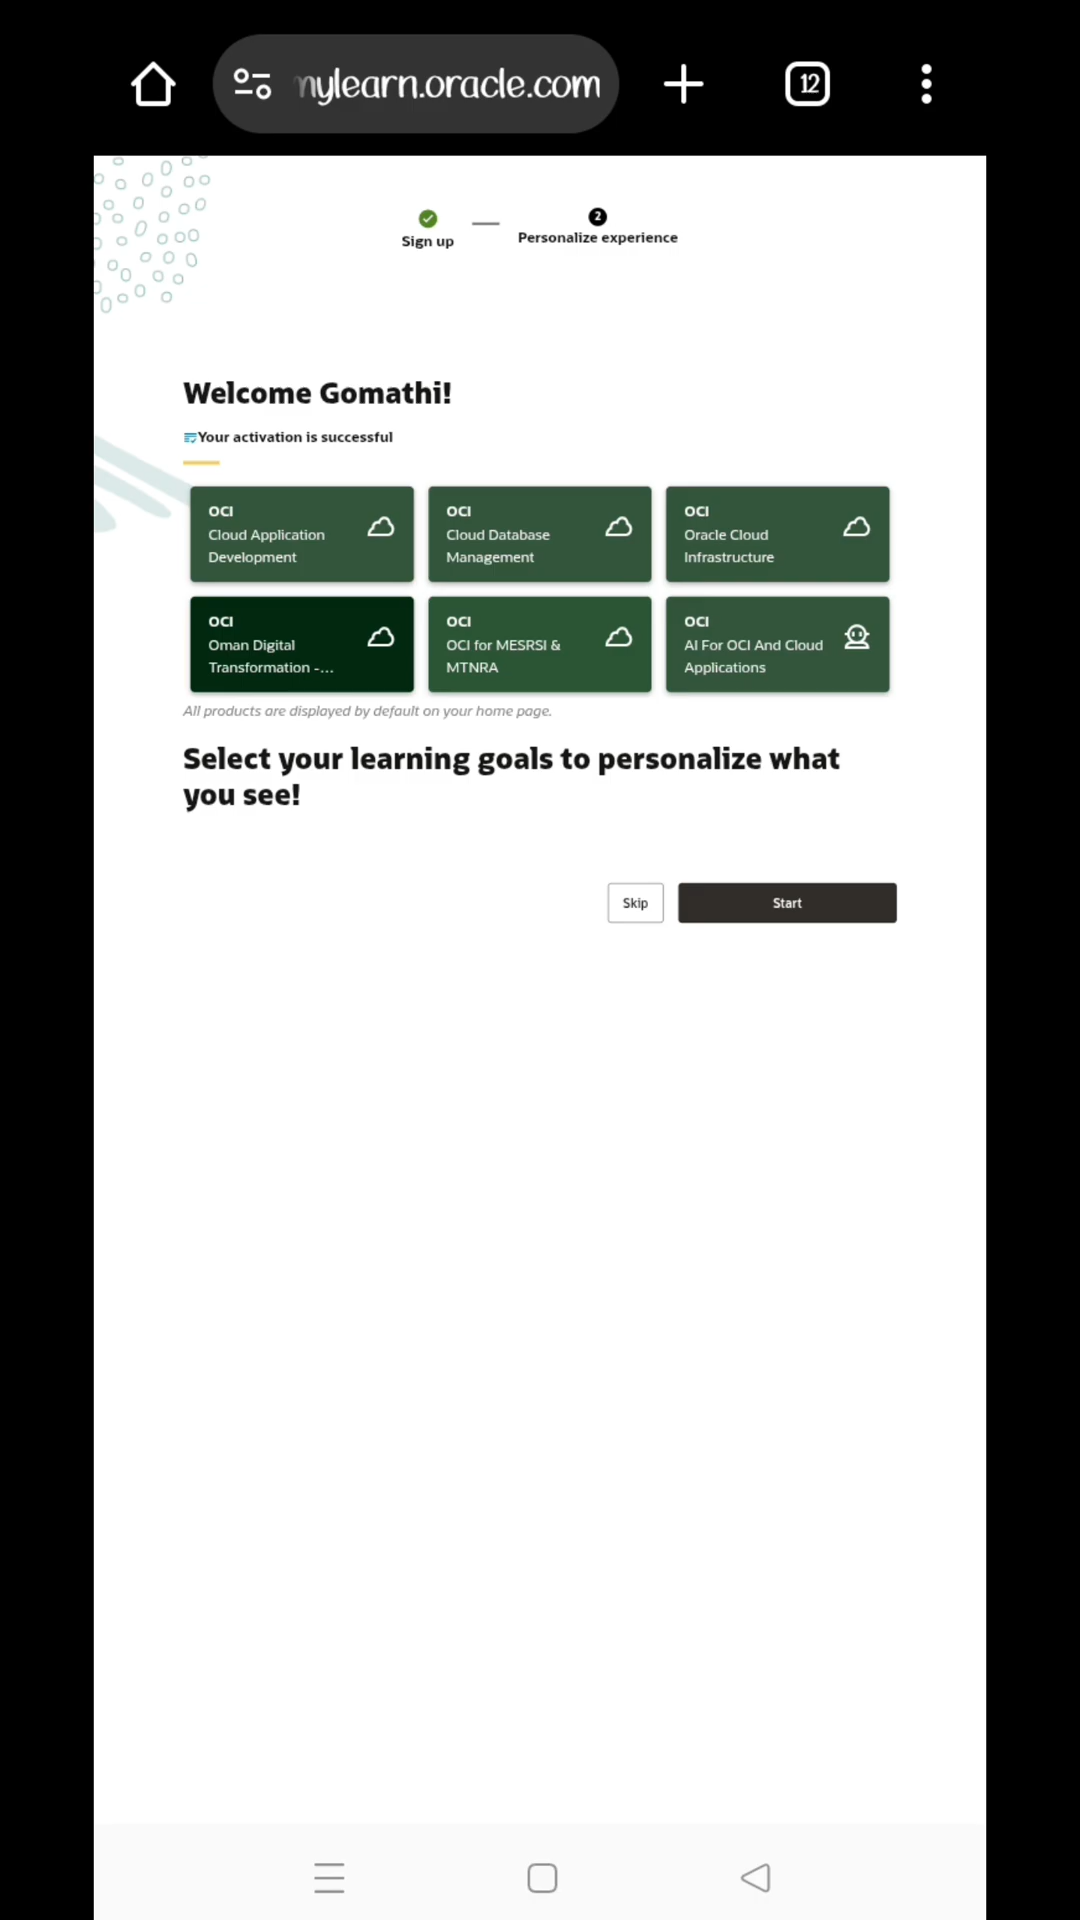 mylearn.oracle.com
12
2
Sign up
Personalize experience
Welcome Gomathi!
Your activation is successful
OCI
Cloud Application
Development
OCI
Cloud Database
Management
OCI
Oracle Cloud
Infrastructure
OCI
Oman Digital
Transformation -...
OCI
OCI for MESRSI &
MTNRA
OCI
AI For OCI And Cloud
Applications
All products are displayed by default on your home page.
Select your learning goals to personalize what
you see!
Skip
Start